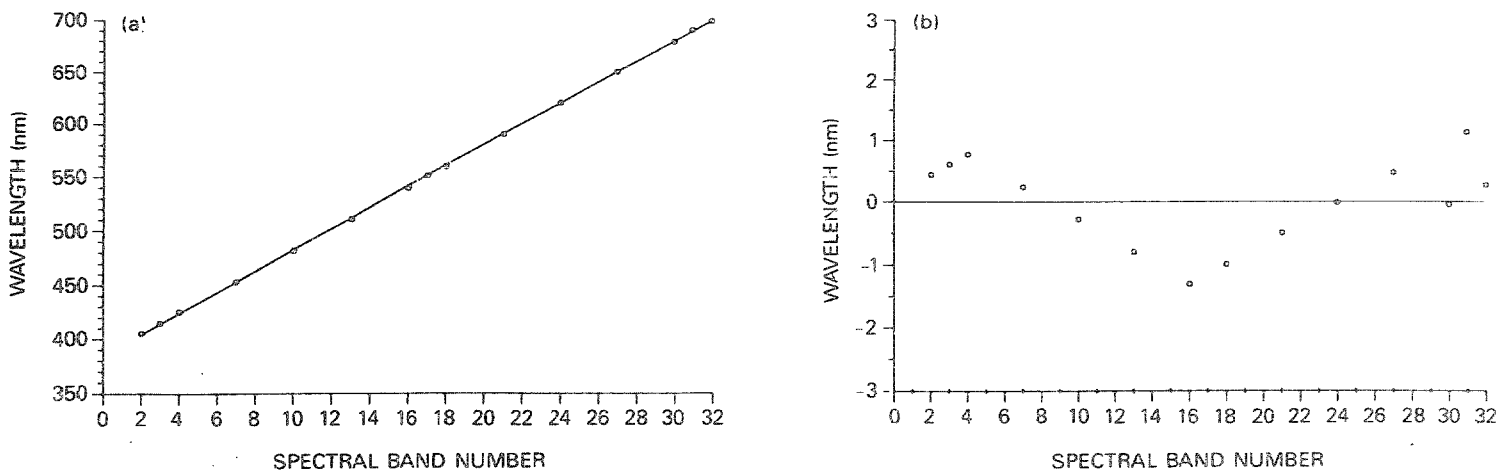 (a)
700
650
600
550
500
450
400
350
WAVELENGTH (nm)
0 2 4 6 8 10 12 14 16 18 20 22 24 26 28 30 32
SPECTRAL BAND NUMBER
(b)
3
2
1
0
-1
-2
-3
WAVELENGTH (nm)
0 2 4 6 8 10 12 14 16 18 20 22 24 26 28 30 32
SPECTRAL BAND NUMBER